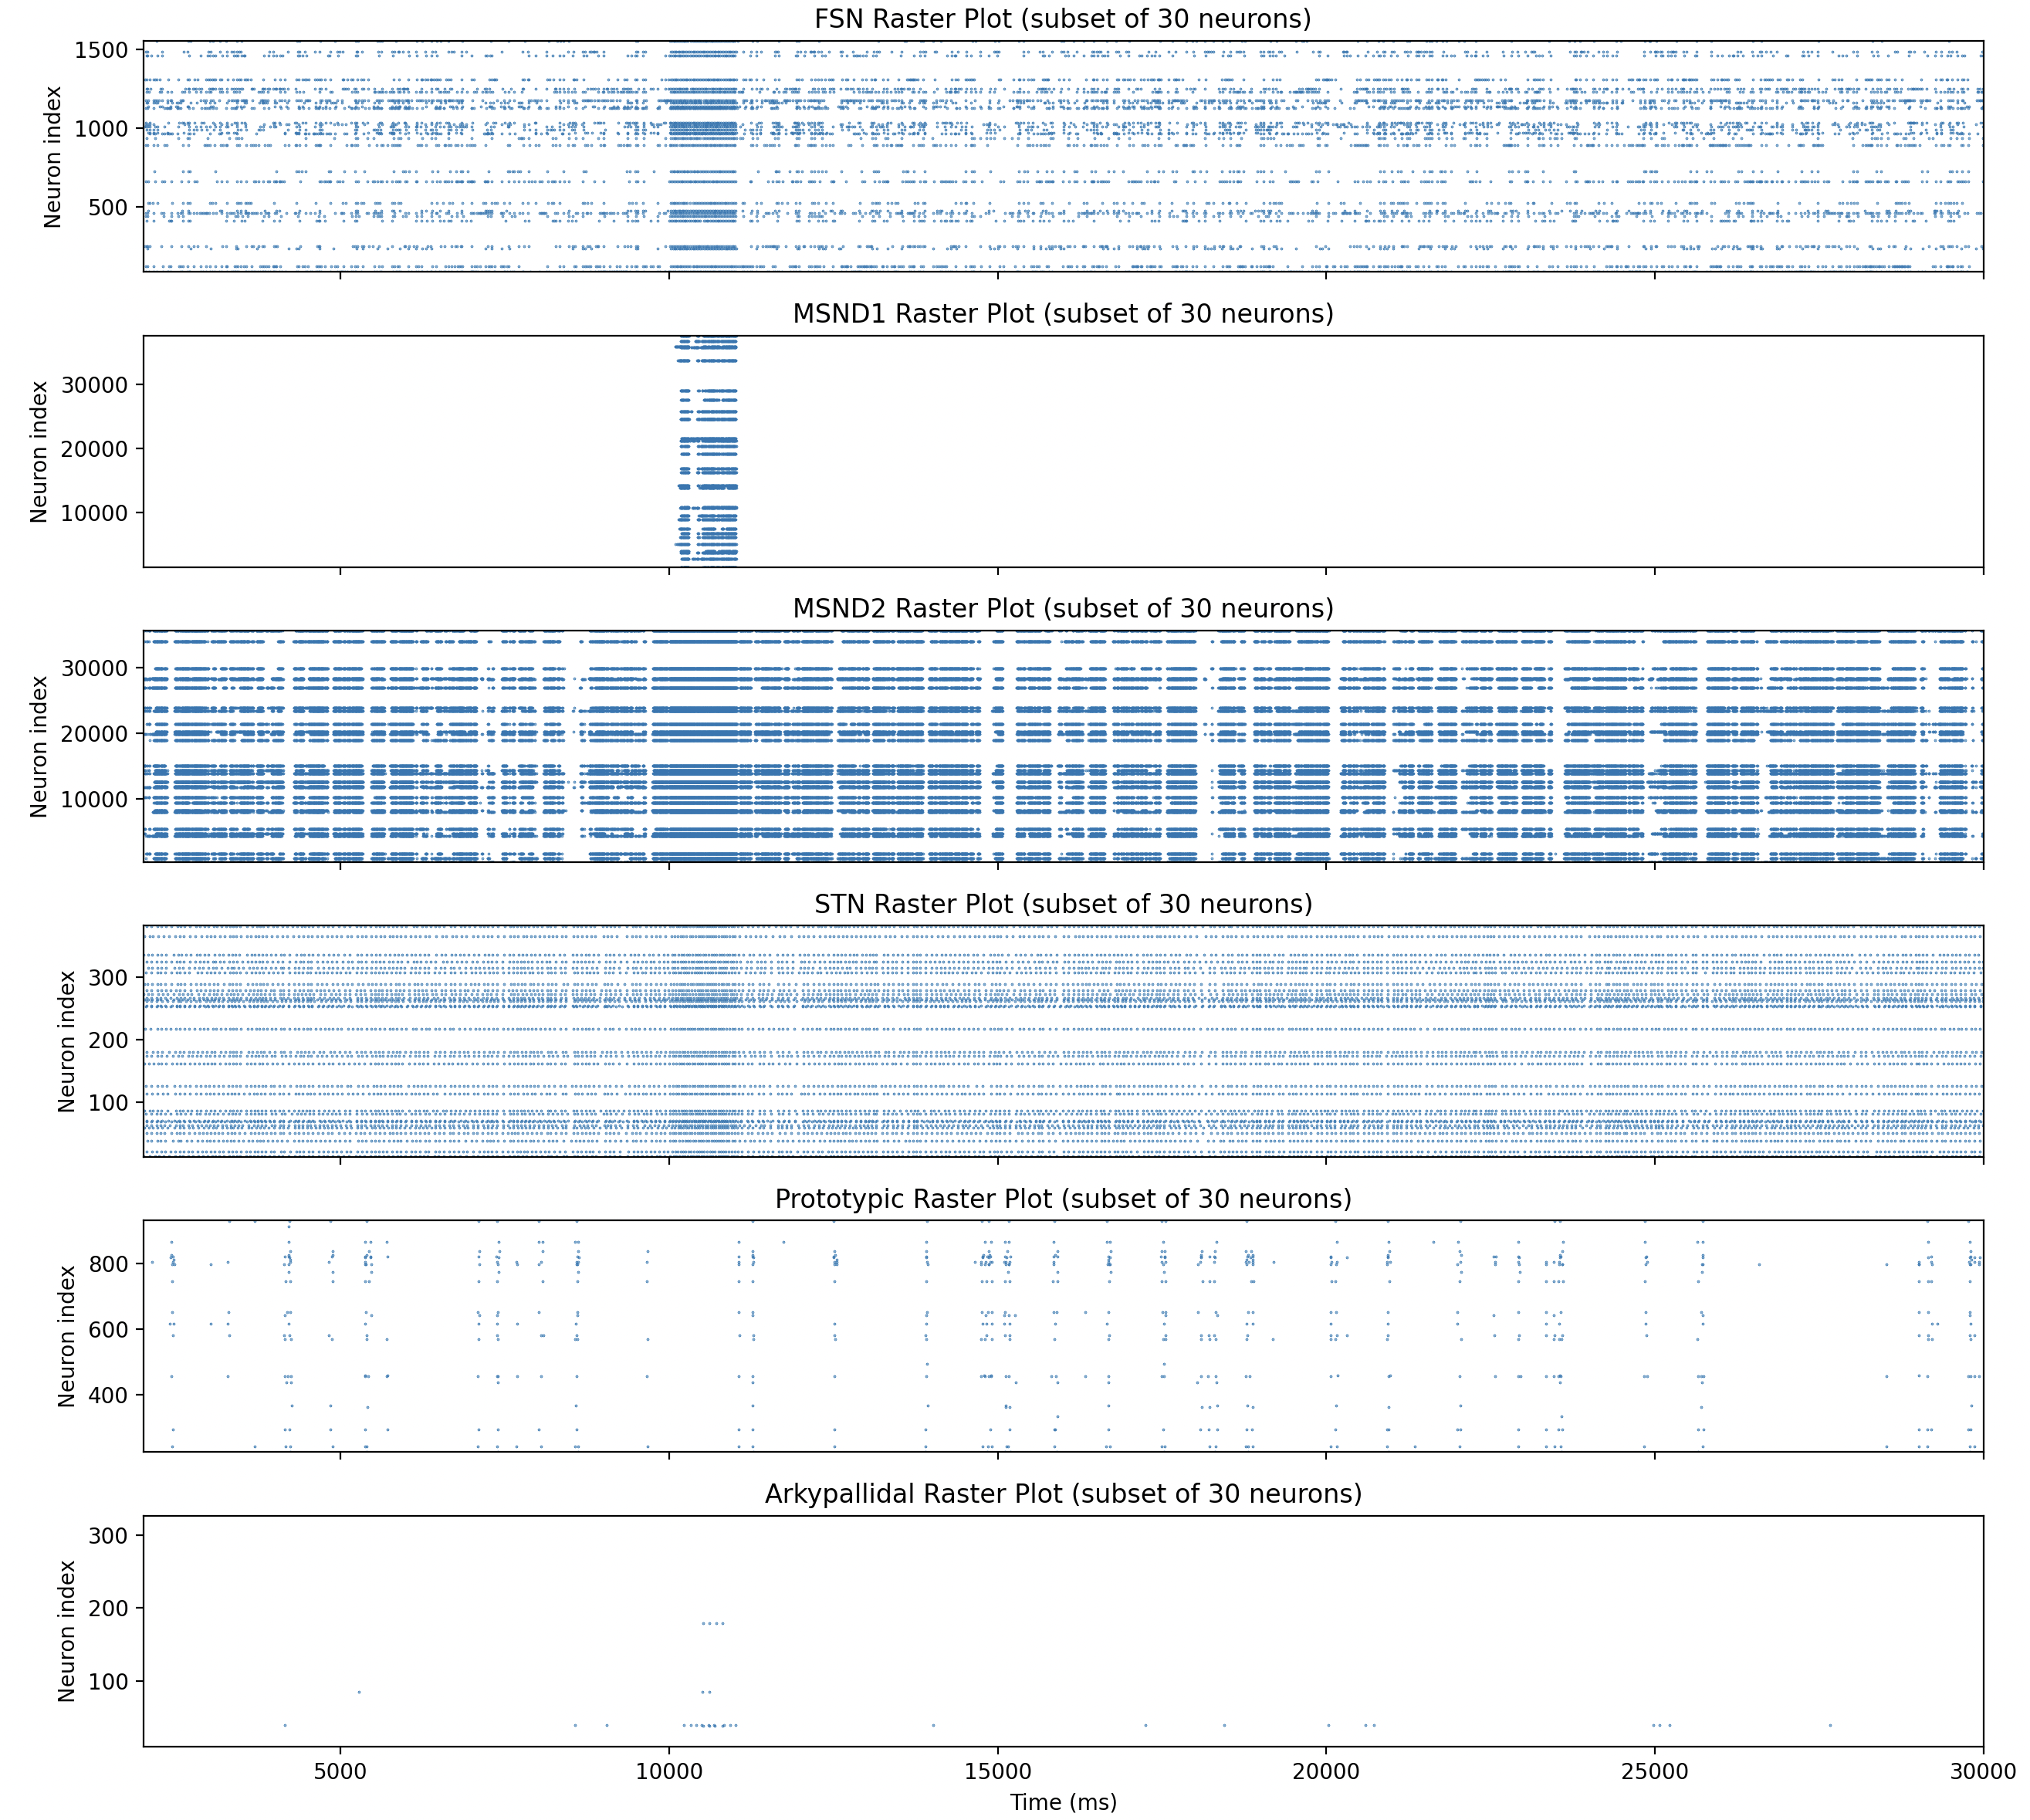 FSN Raster Plot (subset of 30 neurons)
1500
1000
500
Neuron index
MSND1 Raster Plot (subset of 30 neurons)
30000
20000
10000
Neuron index
MSND2 Raster Plot (subset of 30 neurons)
30000
20000
10000
Neuron index
STN Raster Plot (subset of 30 neurons)
300
200
100
Neuron index
Prototypic Raster Plot (subset of 30 neurons)
800
600
400
Neuron index
Arkypallidal Raster Plot (subset of 30 neurons)
300
200
100
Neuron index
5000 10000 15000 20000 25000 30000
Time (ms)